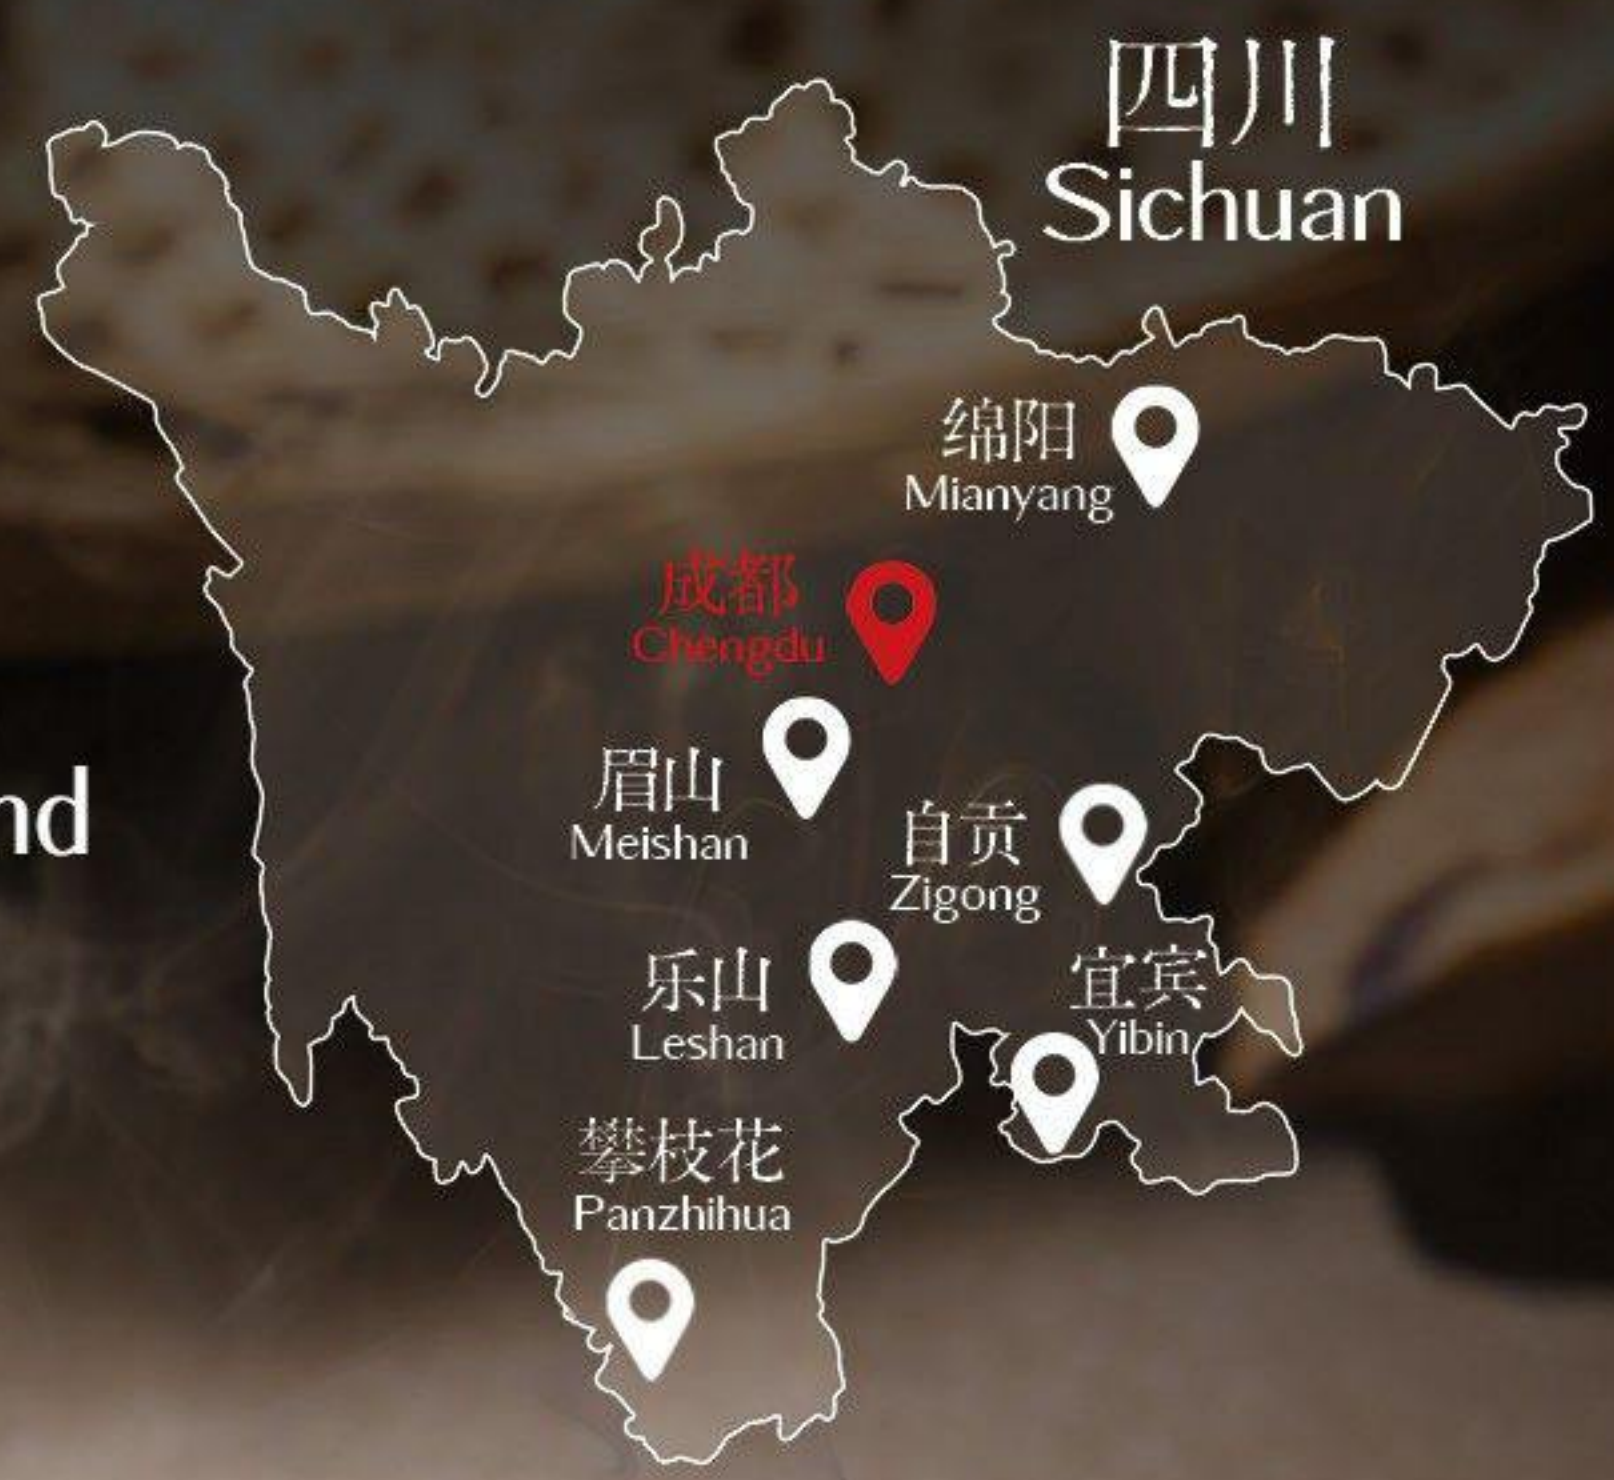 四川
Sichuan
绵阳
Mianyang
成都
Chengdu
眉山
Meishan
nd
自贡
Zigong
乐山
Leshan
宜宾
Yibin
攀枝花
Panzhihua